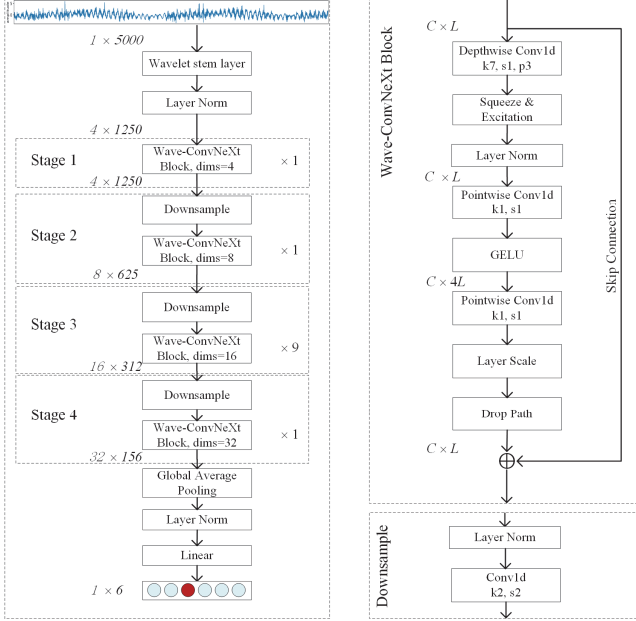 1 × 5000
Wavelet stem layer
Layer Norm
4 × 1250
Stage 1
Wave-ConvNeXt
Block, dims=4
× 1
4 × 1250
Downsample
Stage 2
Wave-ConvNeXt
Block, dims=8
× 1
8 × 625
Downsample
Stage 3
Wave-ConvNeXt
Block, dims=16
× 9
16 × 312
Downsample
Stage 4
Wave-ConvNeXt
Block, dims=32
× 1
32 × 156
Global Average
Pooling
Layer Norm
Linear
1 × 6
Wave-ConvNeXt Block
C × L
Depthwise Conv1d
k7, s1, p3
Squeeze &
Excitation
Layer Norm
C × L
Pointwise Conv1d
k1, s1
GELU
C × 4L
Pointwise Conv1d
k1, s1
Layer Scale
Drop Path
C × L
Skip Connection
Downsample
Layer Norm
Conv1d
k2, s2